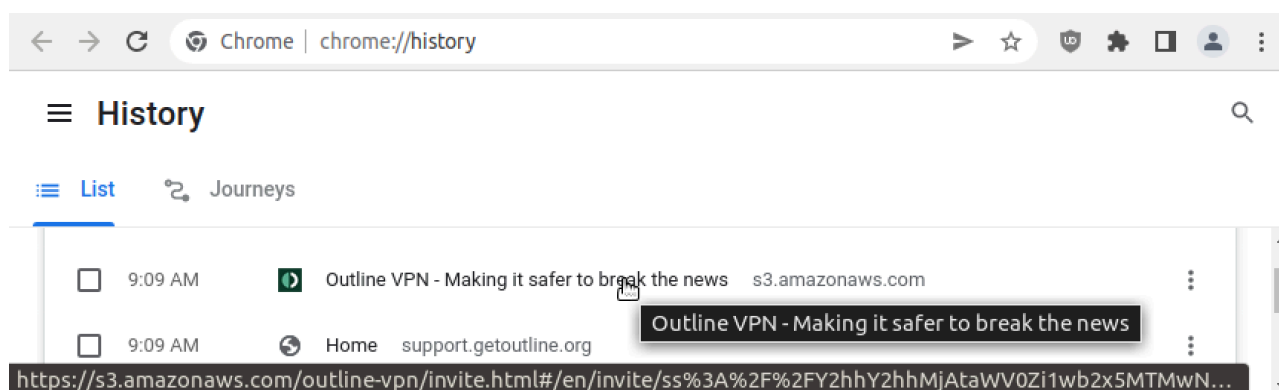 Chrome | chrome://history
History
List Journeys
9:09 AM Outline VPN - Making it safer to break the news s3.amazonaws.com
Outline VPN - Making it safer to break the news
9:09 AM Home support.getoutline.org
https://s3.amazonaws.com/outline-vpn/invite.html#/en/invite/ss%3A%2F%2FY2hhY2hhMjAtaWV0Zi1wb2x5MTMwN...